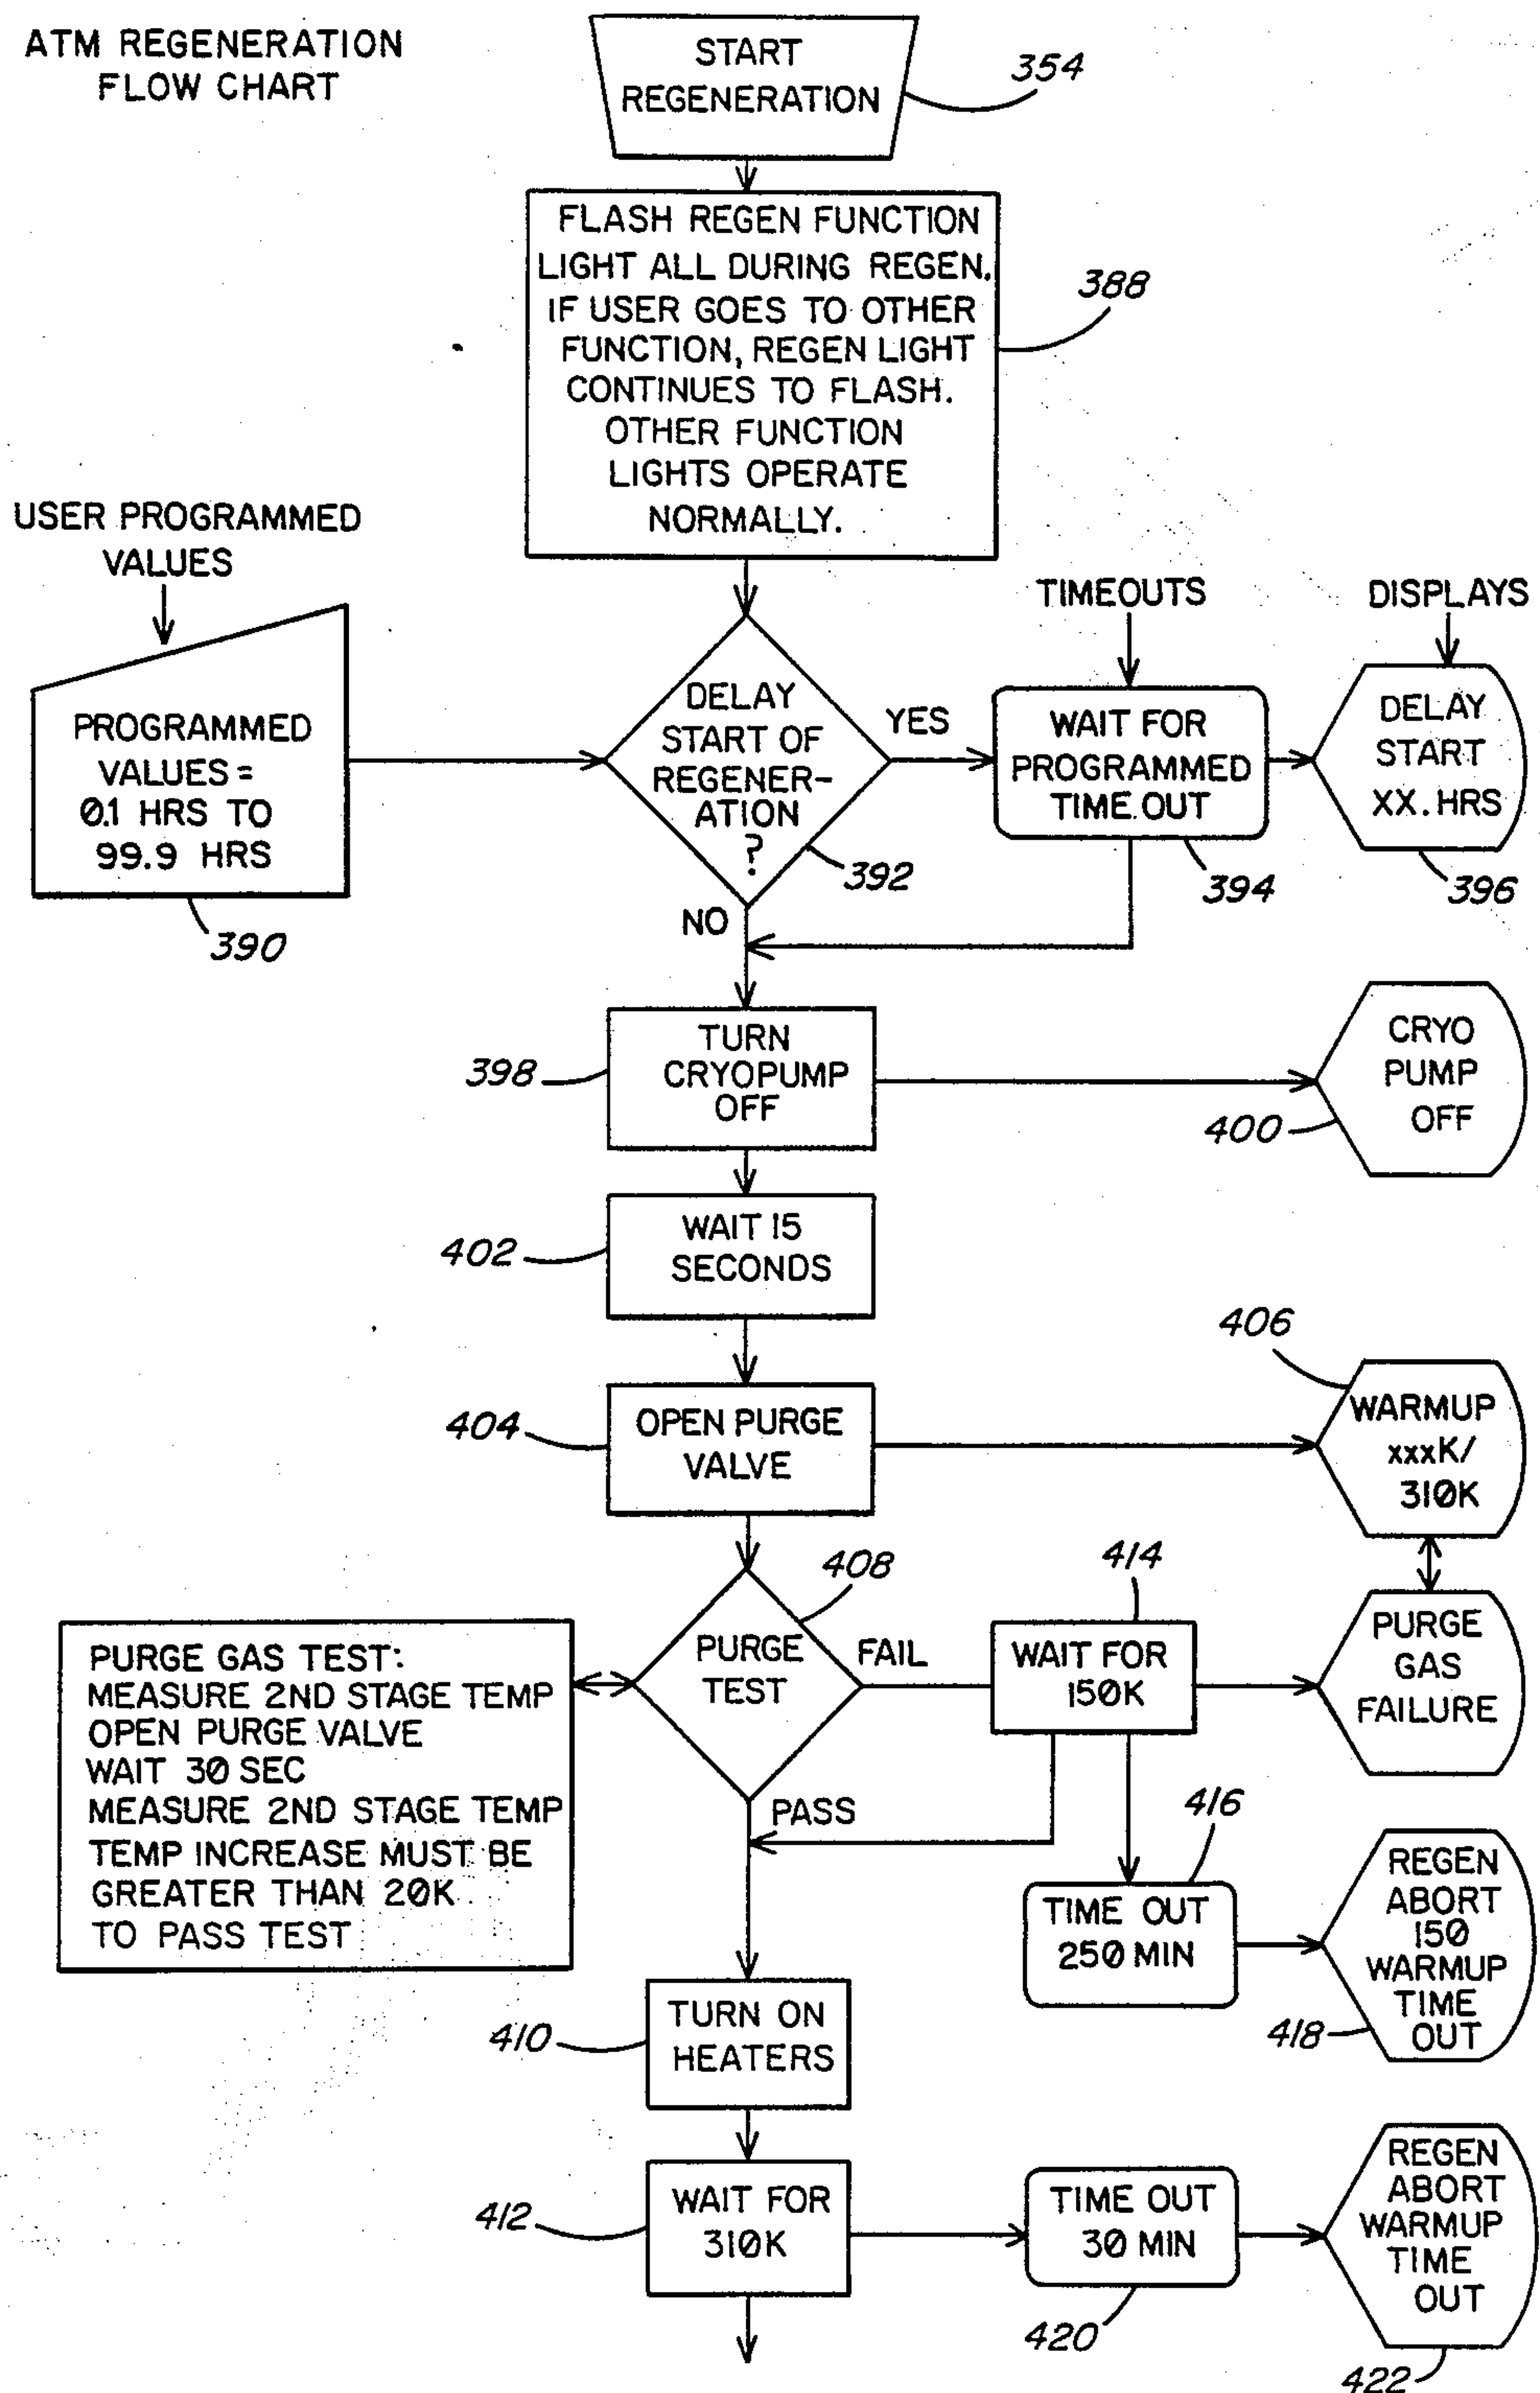 ATM REGENERATION
FLOW CHART
START
REGENERATION
354
FLASH REGEN FUNCTION
LIGHT ALL DURING REGEN.
IF USER GOES TO OTHER
FUNCTION, REGEN LIGHT
CONTINUES TO FLASH.
OTHER FUNCTION
LIGHTS OPERATE
NORMALLY.
388
USER PROGRAMMED
VALUES
PROGRAMMED
VALUES =
0.1 HRS TO
99.9 HRS
390
DELAY
START OF
REGENER-
ATION
?
392
YES
NO
TIMEOUTS
WAIT FOR
PROGRAMMED
TIME OUT
394
DISPLAYS
DELAY
START
XX.HRS
396
TURN
CRYOPUMP
OFF
398
CRYO
PUMP
OFF
400
WAIT 15
SECONDS
402
OPEN PURGE
VALVE
404
406
WARMUP
xxxK/
310K
PURGE
TEST
408
FAIL
PASS
PURGE GAS TEST:
MEASURE 2ND STAGE TEMP
OPEN PURGE VALVE
WAIT 30 SEC
MEASURE 2ND STAGE TEMP
TEMP INCREASE MUST BE
GREATER THAN 20K
TO PASS TEST
414
WAIT FOR
150K
PURGE
GAS
FAILURE
416
TIME OUT
250 MIN
REGEN
ABORT
150
WARMUP
TIME
OUT
418
TURN ON
HEATERS
410
WAIT FOR
310K
412
TIME OUT
30 MIN
420
REGEN
ABORT
WARMUP
TIME
OUT
422